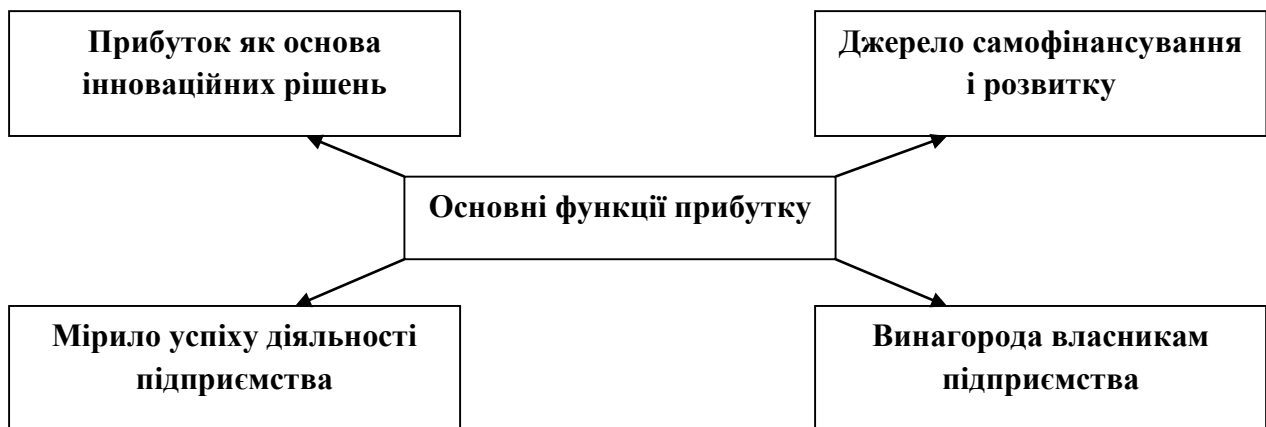 Прибуток як основа
інноваційних рішень
Джерело самофінансування
і розвитку
Основні функції прибутку
Мірило успіху діяльності
підприємства
Винагорода власникам
підприємства